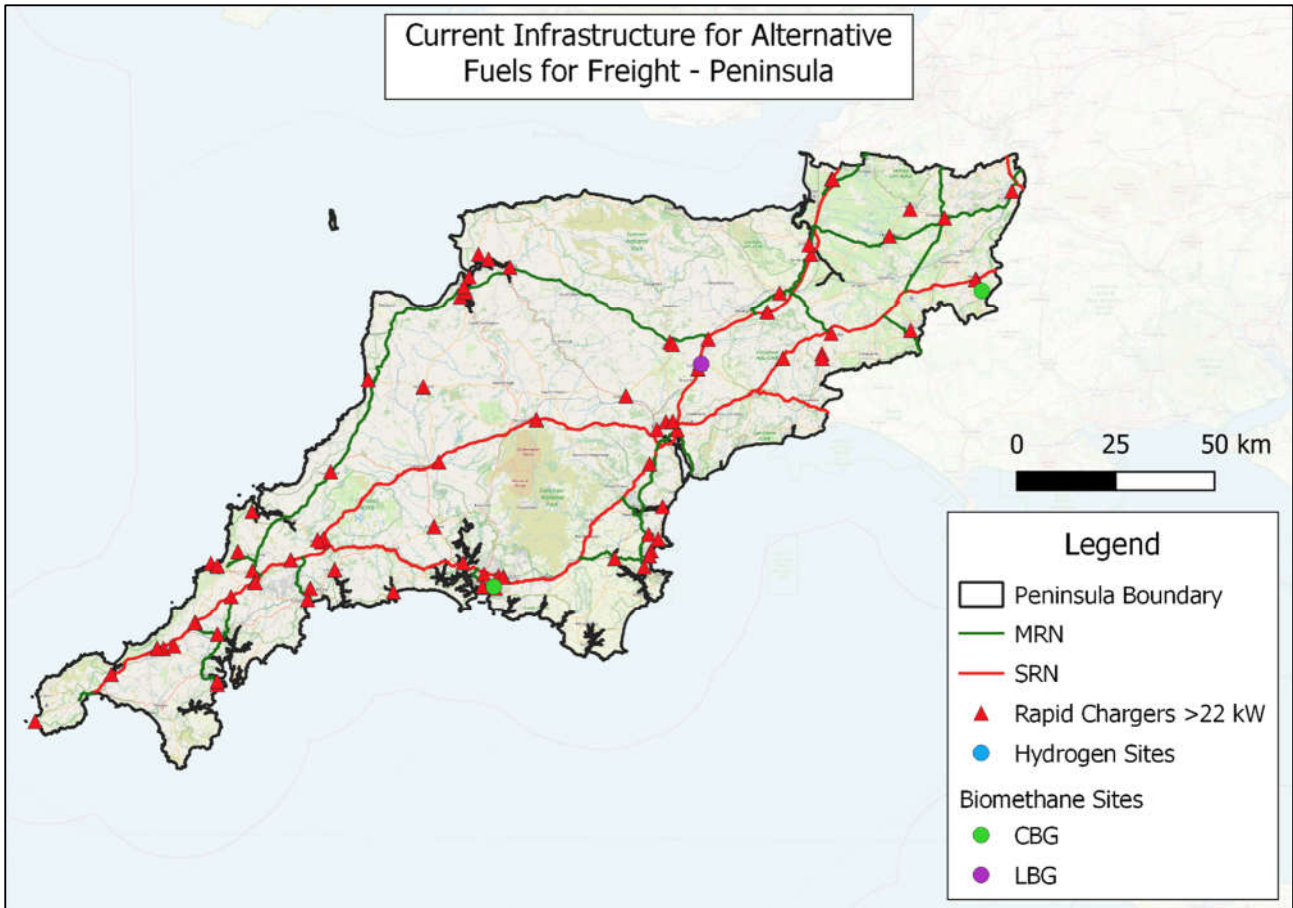 Current Infrastructure for Alternative
Fuels for Freight - Peninsula
0 25 50 km
Legend
Peninsula Boundary
MRN
SRN
Rapid Chargers >22 kW
Hydrogen Sites
Biomethane Sites
CBG
LBG